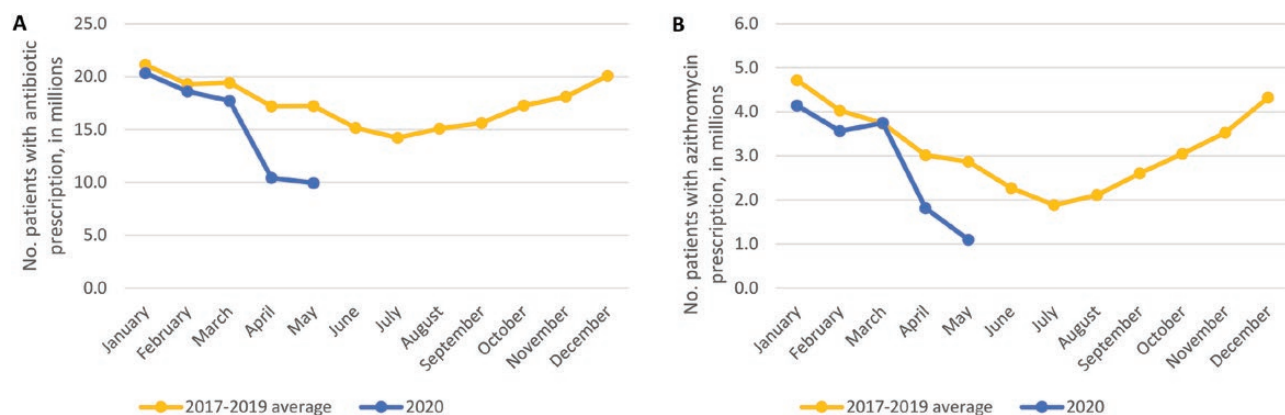 A
No. patients with antibiotic
prescription, in millions
25.0
20.0
15.0
10.0
5.0
0.0
January
February
March
April
May
June
July
August
September
October
November
December
2017-2019 average
2020
B
No. patients with azithromycin
prescription, in millions
6.0
5.0
4.0
3.0
2.0
1.0
0.0
January
February
March
April
May
June
July
August
September
October
November
December
2017-2019 average
2020